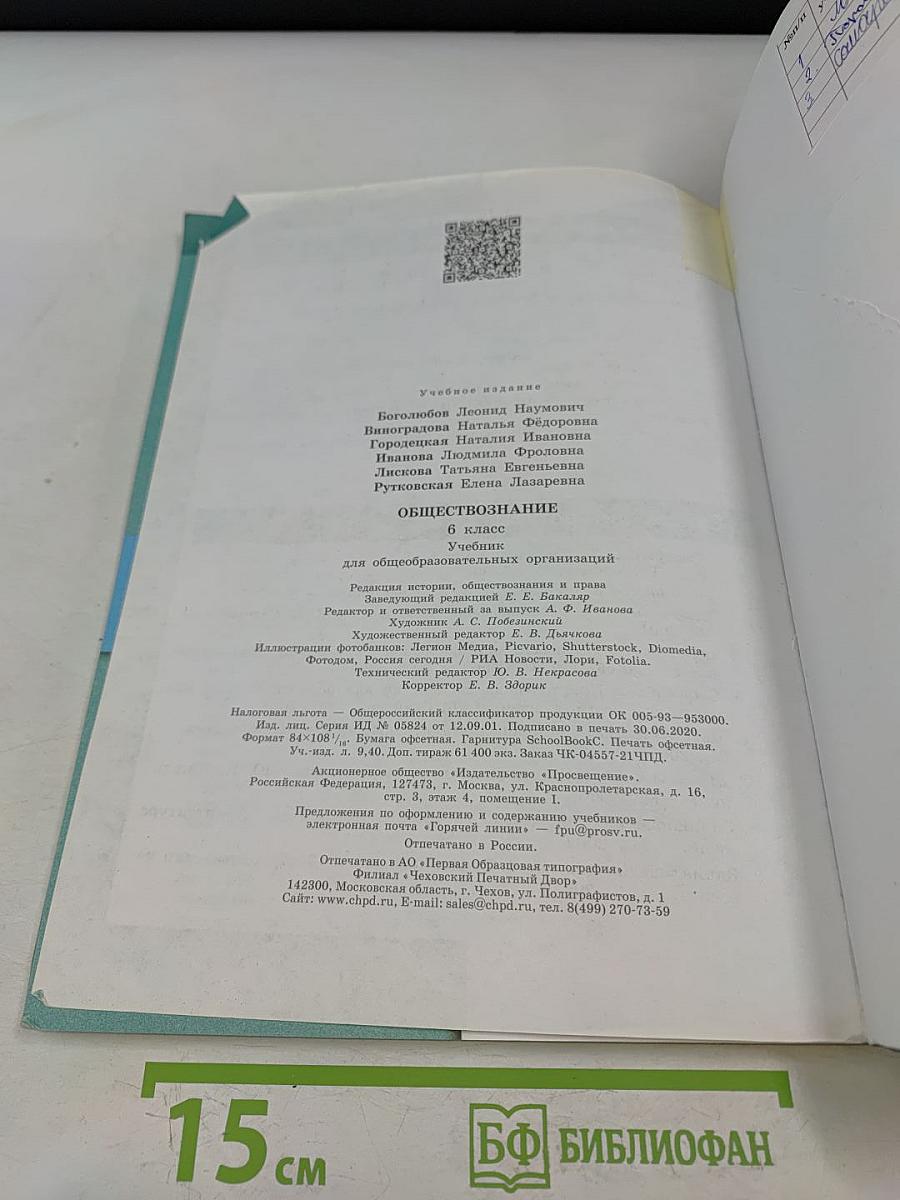 №п/п
1
2
3
Учебное издание
Боголюбов Леонид Наумович
Виноградова Наталья Фёдоровна
Городецкая Наталия Ивановна
Иванова Людмила Фроловна
Лискова Татьяна Евгеньевна
Рутковская Елена Лазаревна
ОБЩЕСТВОЗНАНИЕ
6 класс
Учебник
для общеобразовательных организаций
Редакция истории, обществознания и права
Заведующий редакцией Е. Е. Бакаляр
Редактор и ответственный за выпуск А. Ф. Иванова
Художник А. С. Побезинский
Художественный редактор Е. В. Дьячкова
Иллюстрации фотобанков: Легион Медиа, Picvario, Shutterstock, Diomedia,
Фотодом, Россия сегодня / РИА Новости, Лори, Fotolia.
Технический редактор Ю. В. Некрасова
Корректор Е. В. Здорик
Налоговая льгота — Общероссийский классификатор продукции ОК 005-93—953000.
Изд. лиц. Серия ИД № 05824 от 12.09.01. Подписано в печать 30.06.2020.
Формат 84×108 1/16. Бумага офсетная. Гарнитура SchoolBookC. Печать офсетная.
Уч.-изд. л. 9,40. Доп. тираж 61 400 экз. Заказ ЧК-04557-21ЧПД.
Акционерное общество «Издательство «Просвещение».
Российская Федерация, 127473, г. Москва, ул. Краснопролетарская, д. 16,
стр. 3, этаж 4, помещение I.
Предложения по оформлению и содержанию учебников —
электронная почта «Горячей линии» — fpu@prosv.ru.
Отпечатано в России.
Отпечатано в АО «Первая Образцовая типография»
Филиал «Чеховский Печатный Двор»
142300, Московская область, г. Чехов, ул. Полиграфистов, д. 1
Сайт: www.chpd.ru, E-mail: sales@chpd.ru, тел. 8(499) 270-73-59
15 см
БФ БИБЛИОФАН